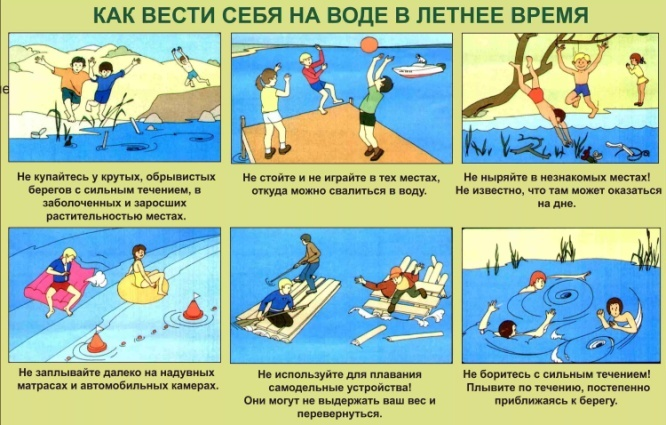 КАК ВЕСТИ СЕБЯ НА ВОДЕ В ЛЕТНЕЕ ВРЕМЯ
Не купайтесь у крутых, обрывистых
берегов с сильным течением, в
заболоченных и заросших
растительностью местах.
Не стойте и не играйте в тех местах,
откуда можно свалиться в воду.
Не ныряйте в незнакомых местах!
Не известно, что там может оказаться
на дне.
Не заплывайте далеко на надувных
матрасах и автомобильных камерах.
Не используйте для плавания
самодельные устройства!
Они могут не выдержать ваш вес и
перевернуться.
Не боритесь с сильным течением!
Плывите по течению, постепенно
приближаясь к берегу.